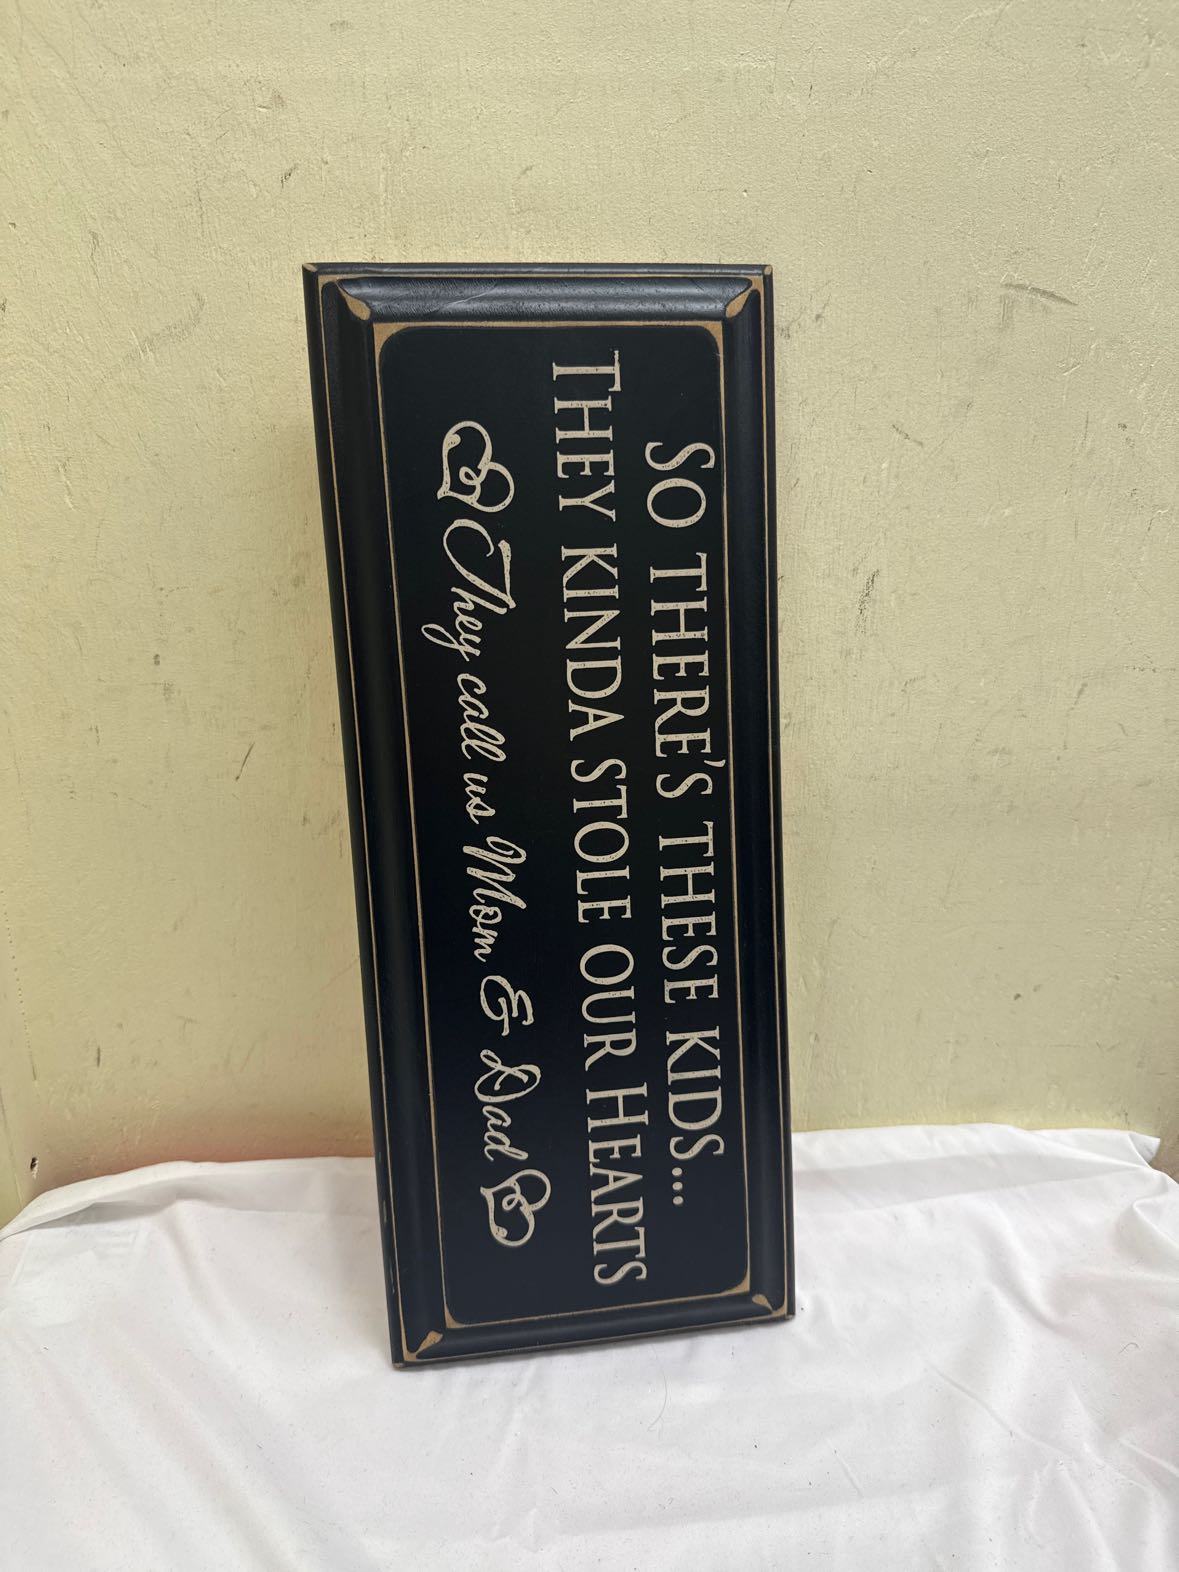 SO THERE'S THESE KIDS...
THEY KINDA STOLE OUR HEARTS
They call us Mom & Dad